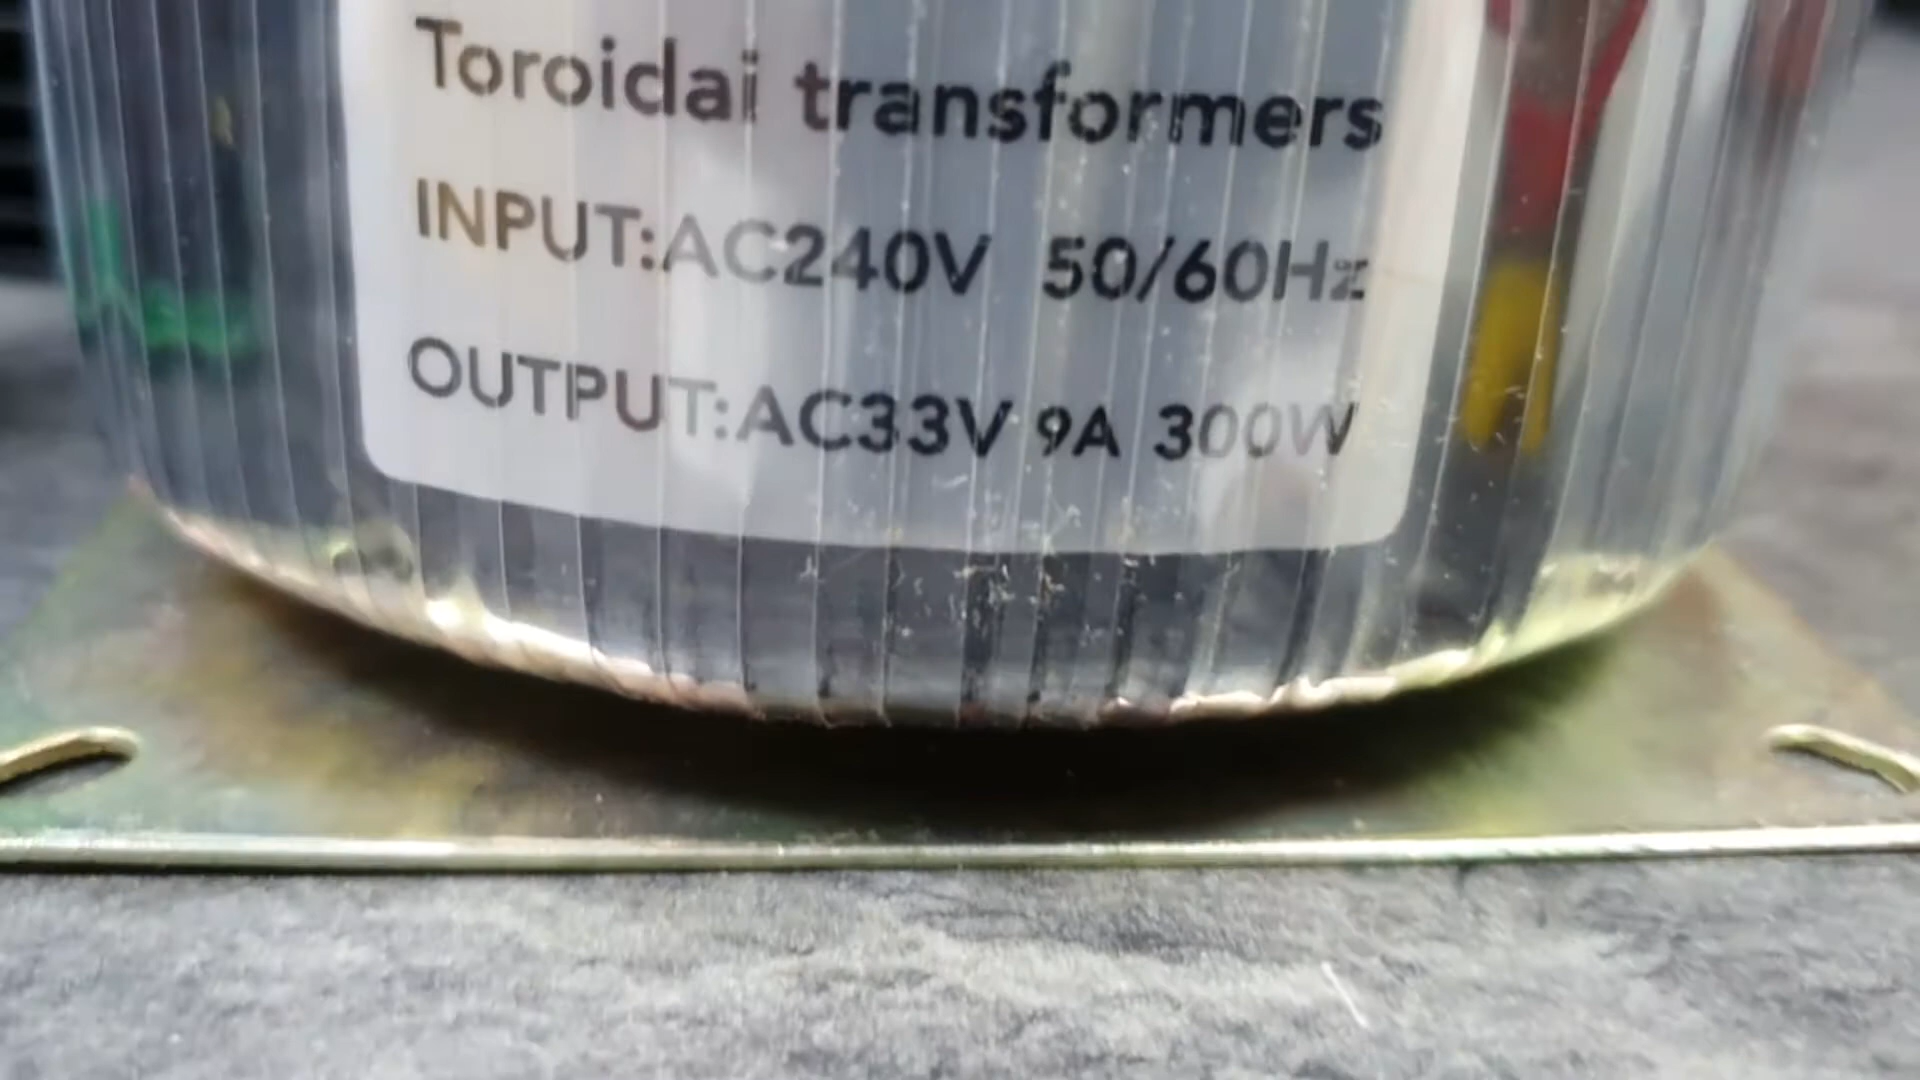 Toroidai transformers
INPUT:AC240V 50/60Hz
OUTPUT:AC33V 9A 300W